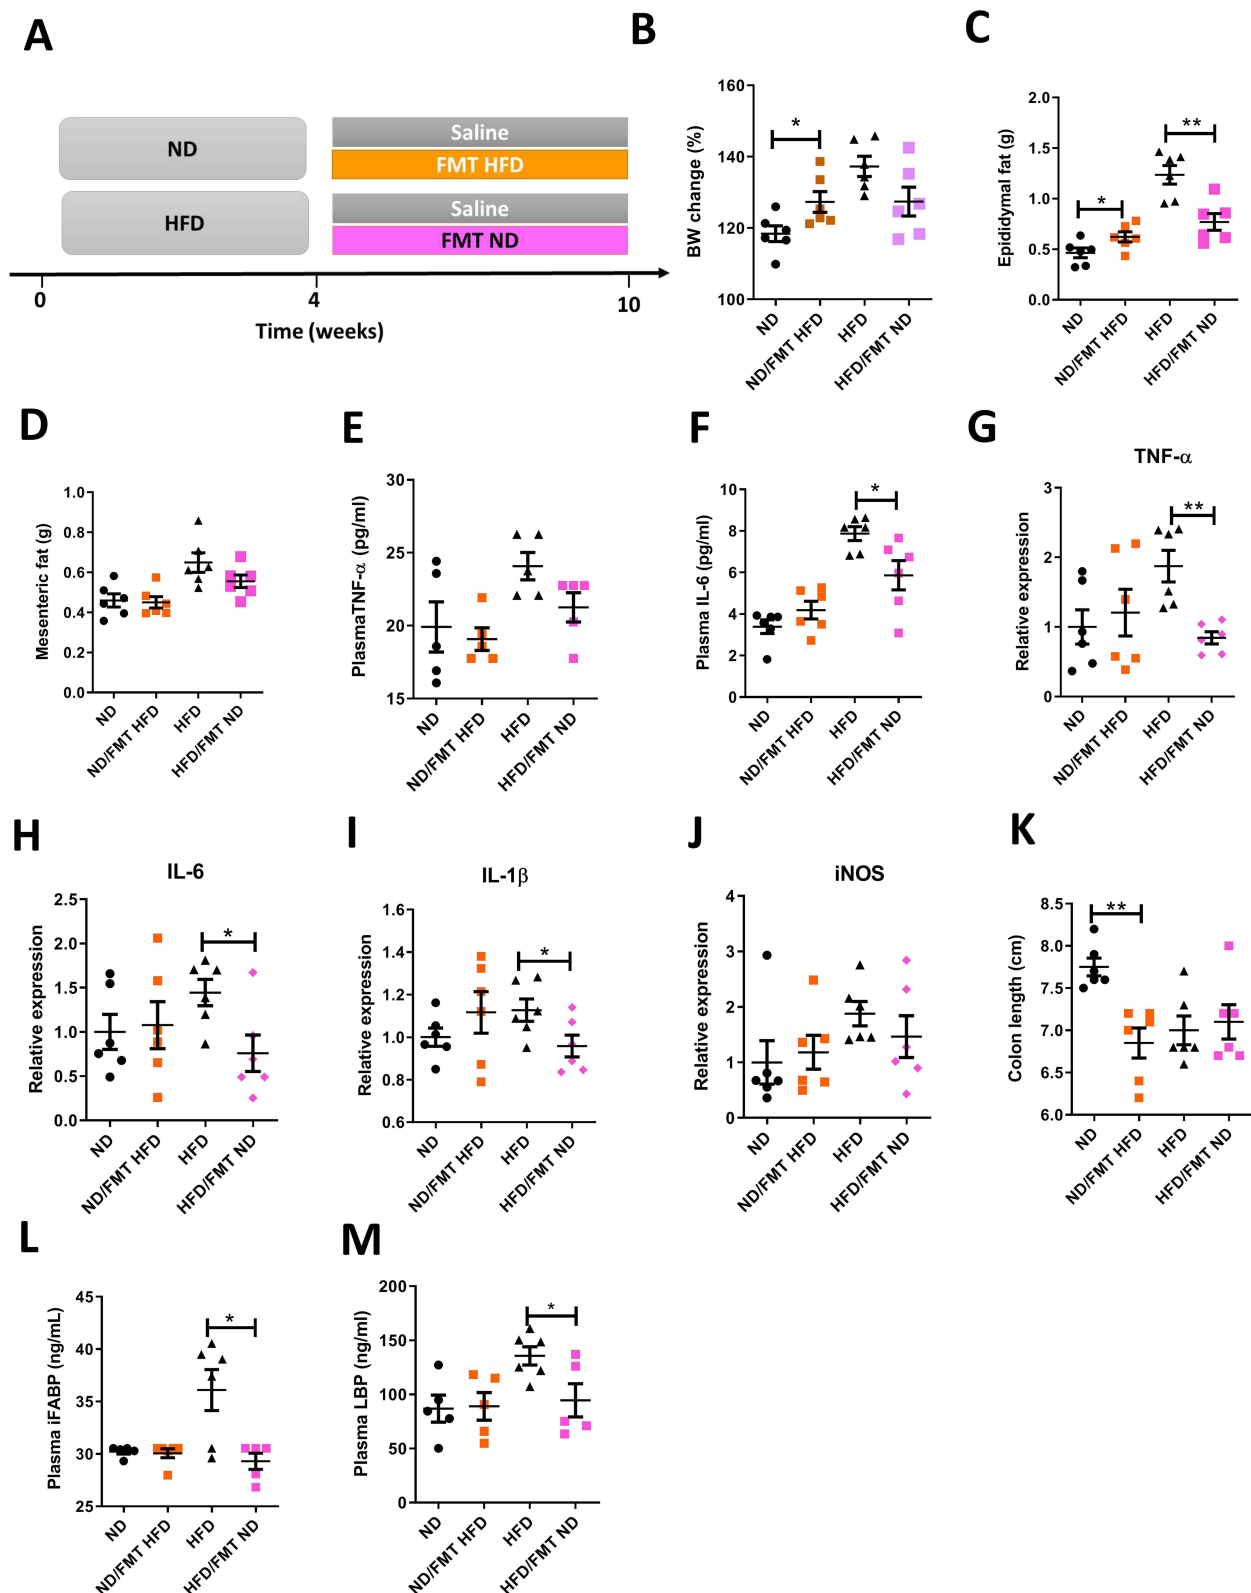 A
ND
Saline
FMT HFD
HFD
Saline
FMT ND
0
4
10
Time (weeks)
B
BW change (%)
160
140
120
100
*
ND
ND/FMT HFD
HFD
HFD/FMT ND
C
Epididymal fat (g)
2.0
1.5
1.0
0.5
0.0
*
**
ND
ND/FMT HFD
HFD
HFD/FMT ND
D
Mesenteric fat (g)
1.0
0.8
0.6
0.4
0.2
0.0
ND
ND/FMT HFD
HFD
HFD/FMT ND
E
PlasmaTNF-α (pg/ml)
30
25
20
15
ND
ND/FMT HFD
HFD
HFD/FMT ND
F
Plasma IL-6 (pg/ml)
10
8
6
4
2
0
*
ND
ND/FMT HFD
HFD
HFD/FMT ND
G
TNF-α
Relative expression
3
2
1
0
**
ND
ND/FMT HFD
HFD
HFD/FMT ND
H
IL-6
Relative expression
2.5
2.0
1.5
1.0
0.5
0.0
*
ND
ND/FMT HFD
HFD
HFD/FMT ND
I
IL-1β
Relative expression
1.6
1.4
1.2
1.0
0.8
0.6
*
ND
ND/FMT HFD
HFD
HFD/FMT ND
J
iNOS
Relative expression
4
3
2
1
0
ND
ND/FMT HFD
HFD
HFD/FMT ND
K
Colon length (cm)
8.5
8.0
7.5
7.0
6.5
6.0
**
ND
ND/FMT HFD
HFD
HFD/FMT ND
L
Plasma iFABP (ng/mL)
45
40
35
30
25
*
ND
ND/FMT HFD
HFD
HFD/FMT ND
M
Plasma LBP (ng/ml)
200
150
100
50
0
*
ND
ND/FMT HFD
HFD
HFD/FMT ND